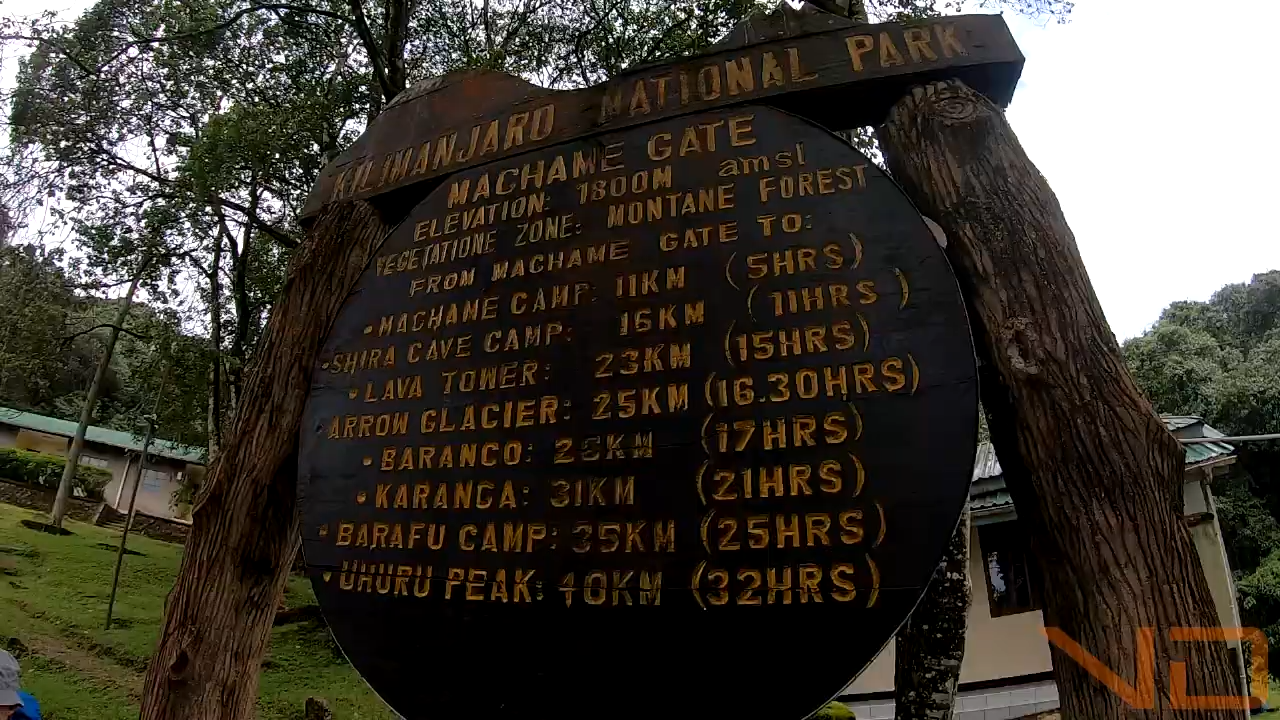 KILIMANJARO NATIONAL PARK
MACHAME GATE
ELEVATION: 1800M amsl
VEGETATIONE ZONE: MONTANE FOREST
FROM MACHAME GATE TO:
•MACHAME CAMP: 11KM (5HRS)
•SHIRA CAVE CAMP: 16KM (11HRS)
•LAVA TOWER: 23KM (15HRS)
•ARROW GLACIER: 25KM (16.30HRS)
•BARANCO: 26KM (17HRS)
•KARANGA: 31KM (21HRS)
•BARAFU CAMP: 35KM (25HRS)
•UHURU PEAK: 40KM (32HRS)
VD